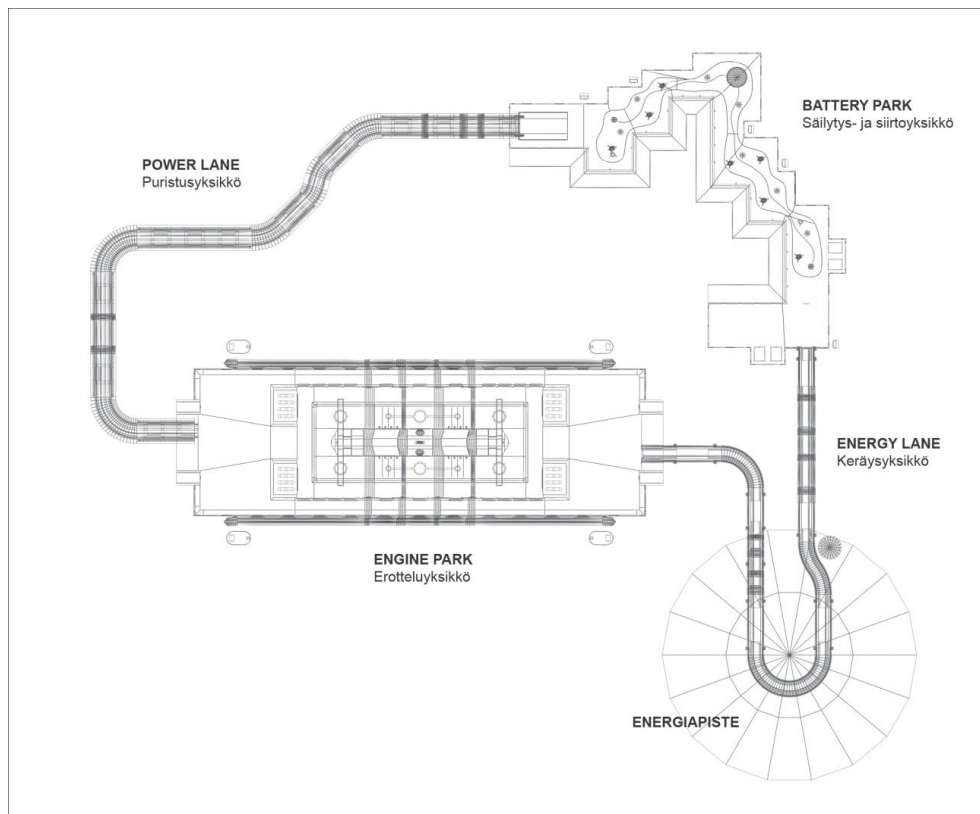 BATTERY PARK
Säilytys- ja siirtoyksikkö
POWER LANE
Puristusyksikkö
ENERGY LANE
Keräysyksikkö
ENGINE PARK
Erotteluyksikkö
ENERGIAPISTE